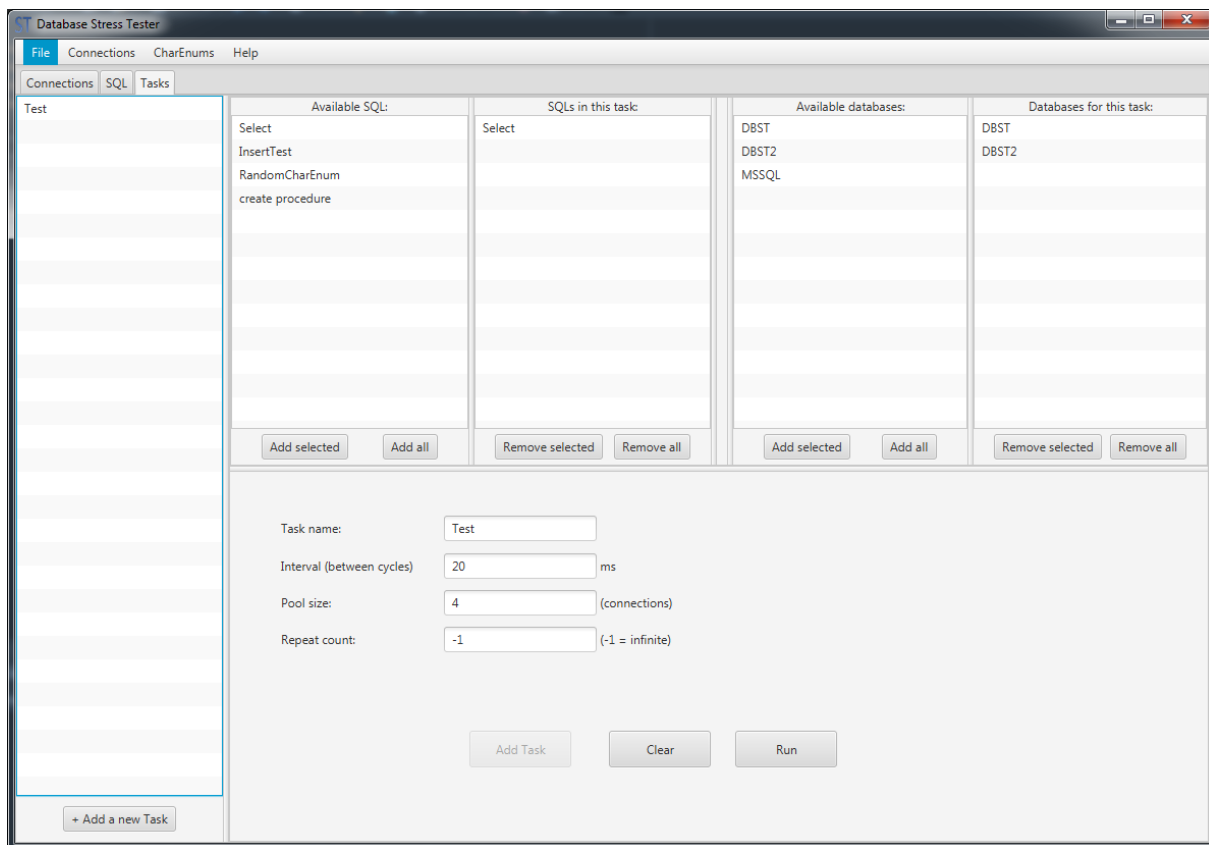 ST Database Stress Tester
File Connections CharEnums Help
Connections SQL Tasks
Test
Available SQL:
Select
InsertTest
RandomCharEnum
create procedure
Add selected Add all
SQLs in this task:
Select
Remove selected Remove all
Available databases:
DBST
DBST2
MSSQL
Add selected Add all
Databases for this task:
DBST
DBST2
Remove selected Remove all
Task name: Test
Interval (between cycles) 20 ms
Pool size: 4 (connections)
Repeat count: -1 (-1 = infinite)
Add Task Clear Run
+ Add a new Task